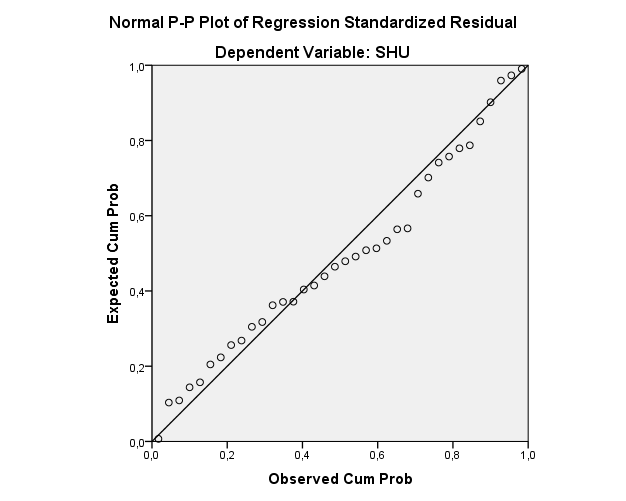 Normal P-P Plot of Regression Standardized Residual
Dependent Variable: SHU
1,0
0,8
0,6
0,4
0,2
0,0
Expected Cum Prob
0,0 0,2 0,4 0,6 0,8 1,0
Observed Cum Prob